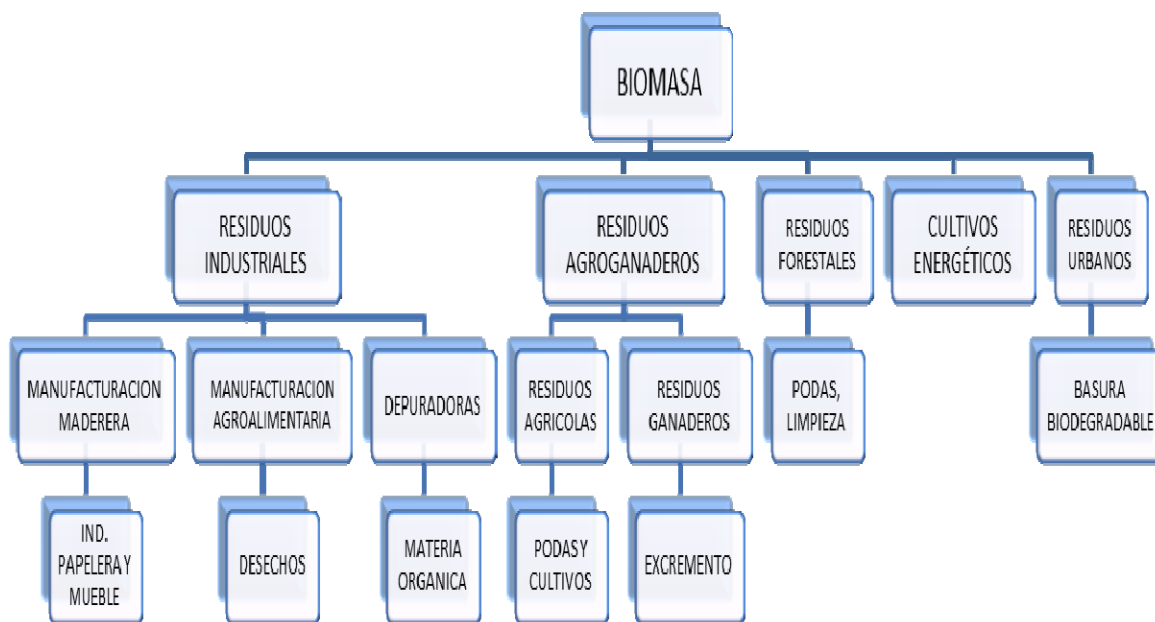 BIOMASA
RESIDUOS
INDUSTRIALES
RESIDUOS
AGROGANADEROS
RESIDUOS
FORESTALES
CULTIVOS
ENERGÉTICOS
RESIDUOS
URBANOS
MANUFACTURACION
MADERERA
MANUFACTURACION
AGROALIMENTARIA
DEPURADORAS
RESIDUOS
AGRICOLAS
RESIDUOS
GANADEROS
PODAS,
LIMPIEZA
BASURA
BIODEGRADABLE
IND.
PAPELERA Y
MUEBLE
DESECHOS
MATERIA
ORGANICA
PODAS Y
CULTIVOS
EXCREMENTO